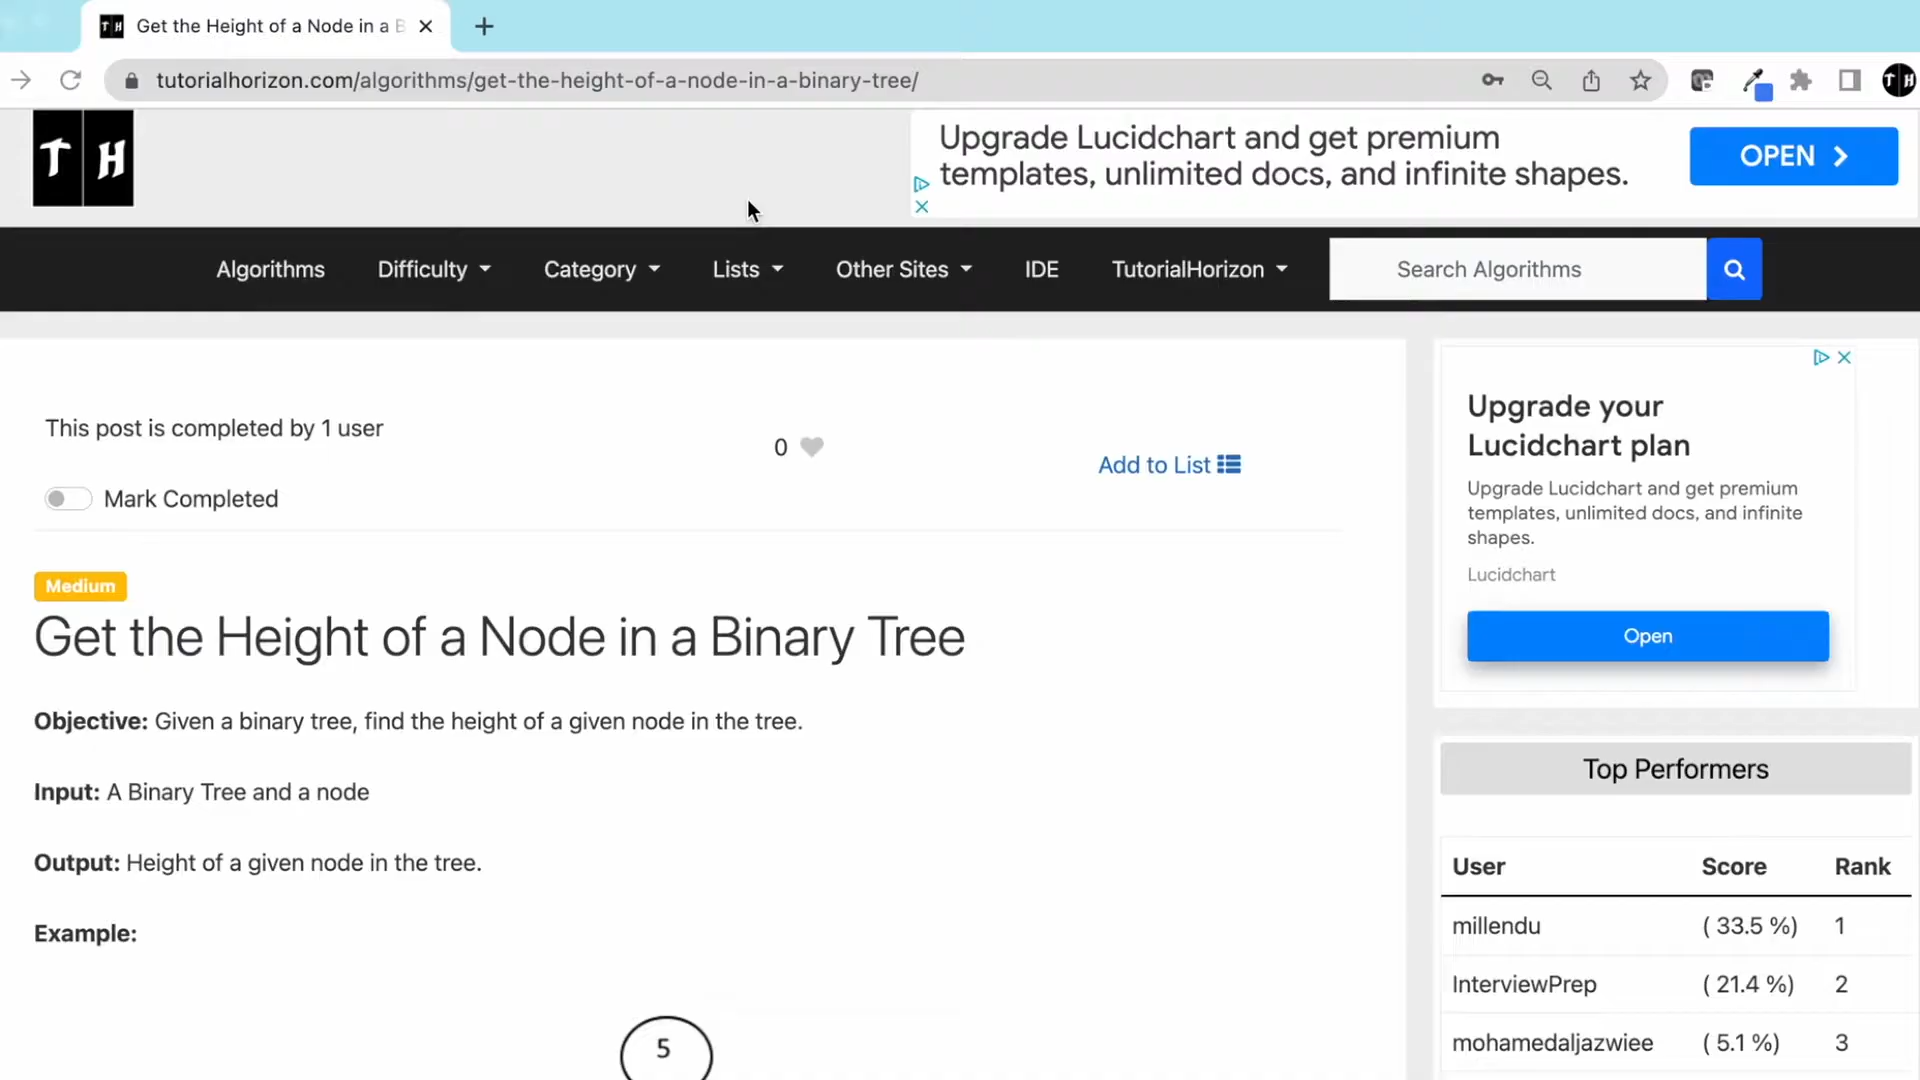 T H Get the Height of a Node in a B
tutorialhorizon.com/algorithms/get-the-height-of-a-node-in-a-binary-tree/
T H
T H
Upgrade Lucidchart and get premium
templates, unlimited docs, and infinite shapes.
OPEN
Algorithms Difficulty Category Lists Other Sites IDE TutorialHorizon Search Algorithms
This post is completed by 1 user
0
Add to List
Mark Completed
Medium
Get the Height of a Node in a Binary Tree
Objective: Given a binary tree, find the height of a given node in the tree.
Input: A Binary Tree and a node
Output: Height of a given node in the tree.
Example:
5
Upgrade your
Lucidchart plan
Upgrade Lucidchart and get premium
templates, unlimited docs, and infinite
shapes.
Lucidchart
Open
Top Performers
User Score Rank
millendu ( 33.5 %) 1
InterviewPrep ( 21.4 %) 2
mohamedaljazwiee ( 5.1 %) 3